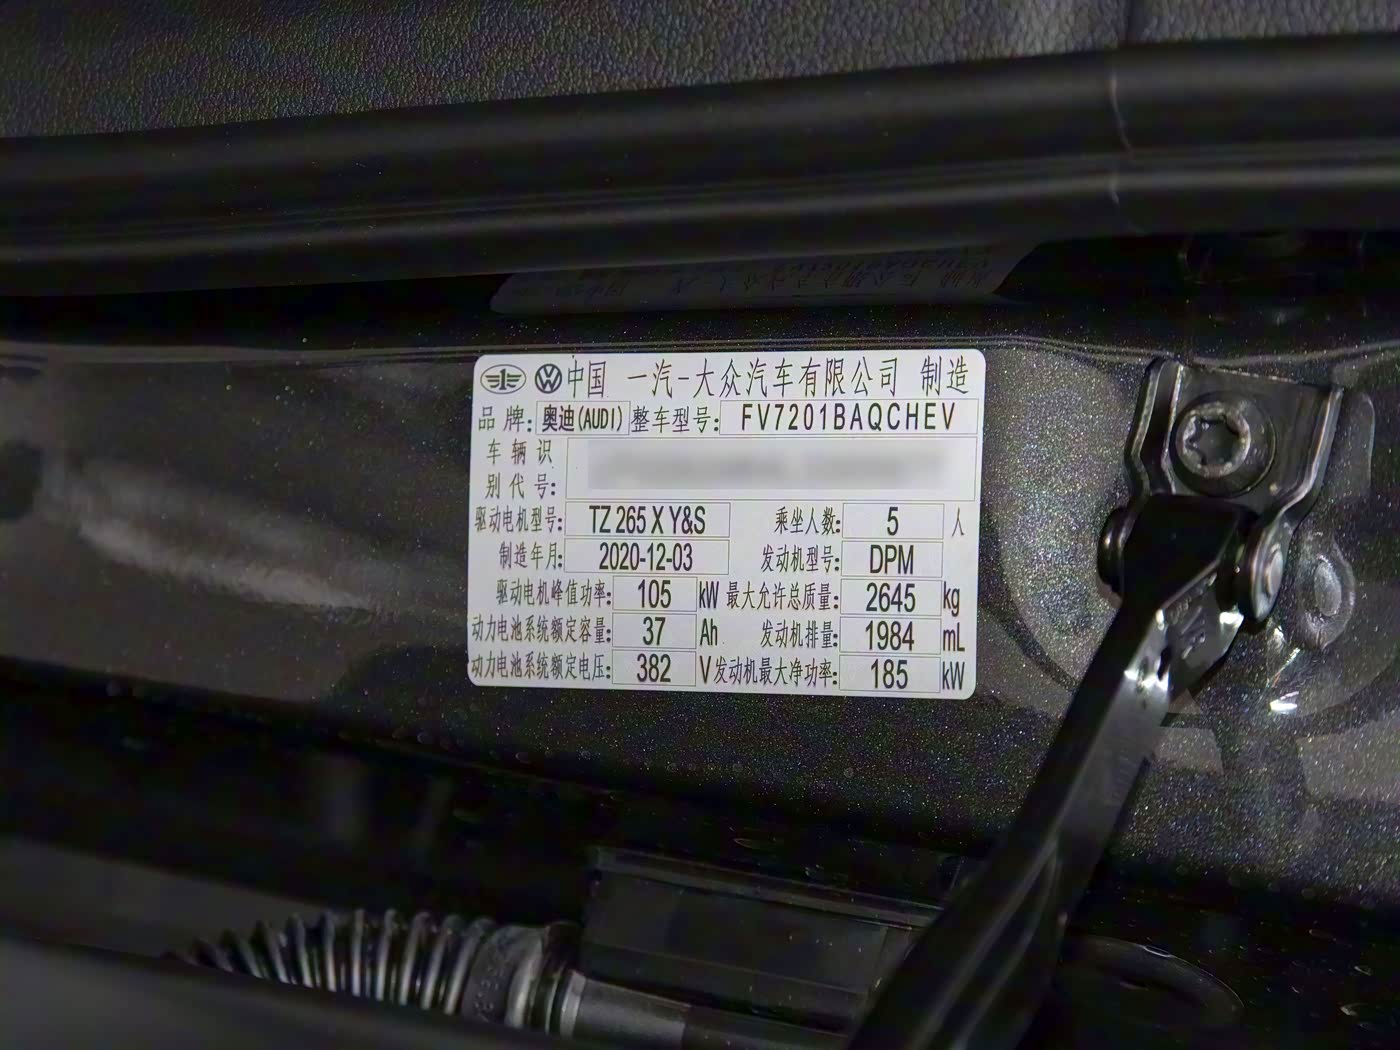 中国 一汽-大众汽车有限公司 制造
品牌: 奥迪(AUDI) 整车型号: FV7201BAQCHEV
车辆识
别代号:
驱动电机型号: TZ 265 X Y&S 乘坐人数: 5 人
制造年月: 2020-12-03 发动机型号: DPM
驱动电机峰值功率: 105 kW 最大允许总质量: 2645 kg
动力电池系统额定容量: 37 Ah 发动机排量: 1984 mL
动力电池系统额定电压: 382 V 发动机最大净功率: 185 kW